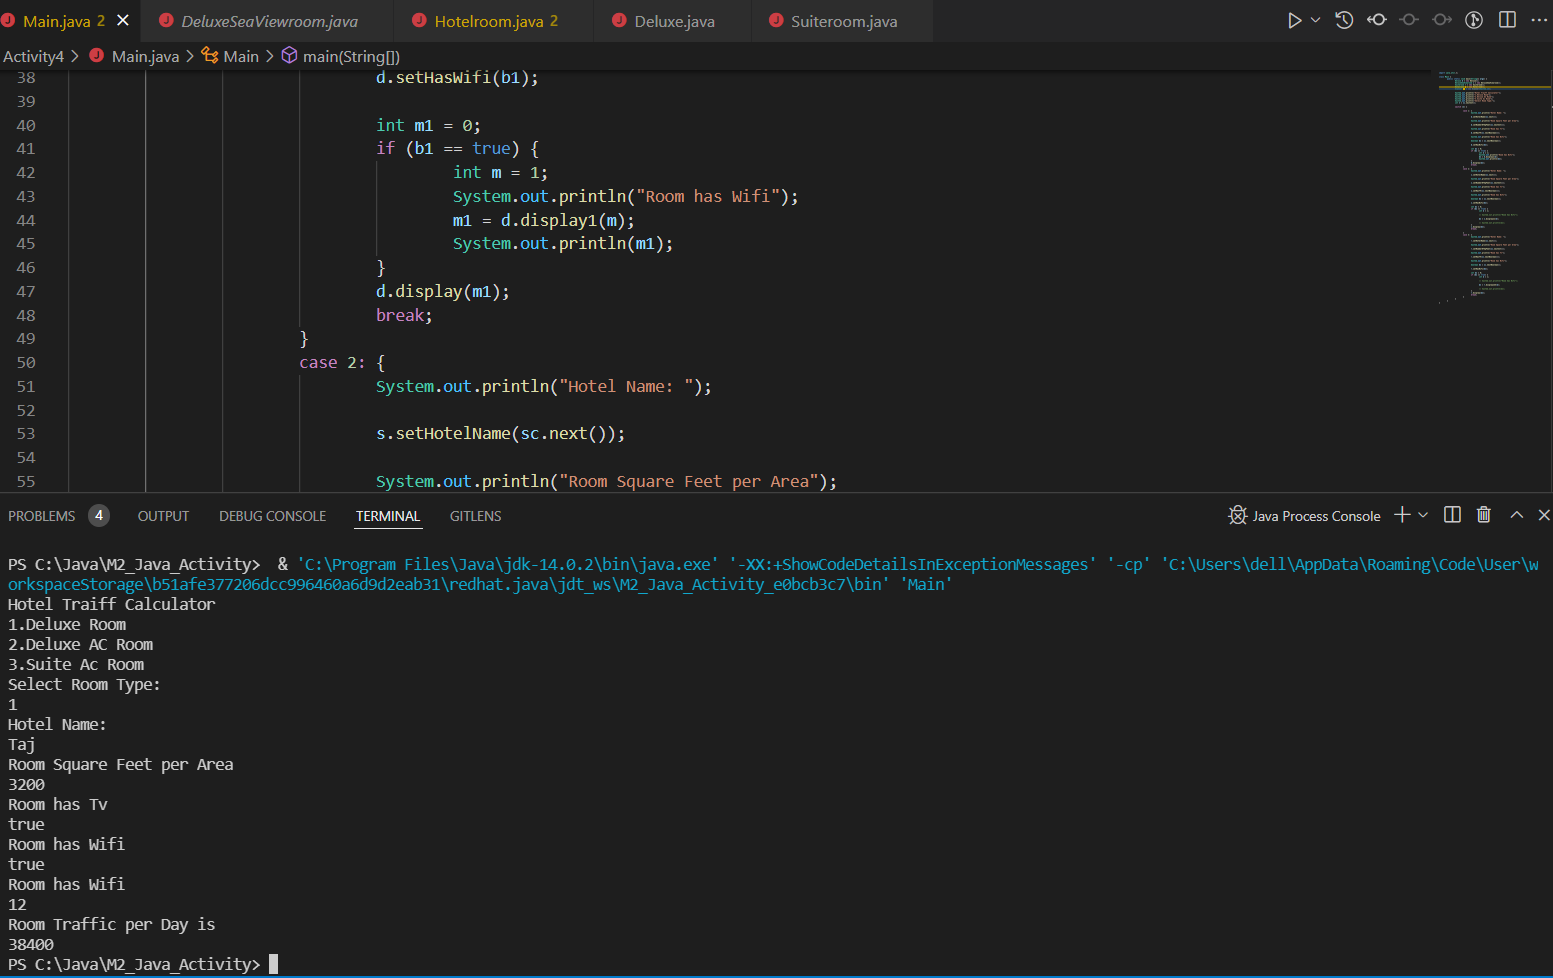 Main.java 2 DeluxeSeaViewroom.java Hotelroom.java 2 Deluxe.java Suiteroom.java
Activity4 > Main.java > Main > main(String[])
38 d.setHasWifi(b1);
39
40 int m1 = 0;
41 if (b1 == true) {
42 int m = 1;
43 System.out.println("Room has Wifi");
44 m1 = d.display1(m);
45 System.out.println(m1);
46 }
47 d.display(m1);
48 break;
49 }
50 case 2: {
51 System.out.println("Hotel Name: ");
52
53 s.setHotelName(sc.next());
54
55 System.out.println("Room Square Feet per Area");
PROBLEMS 4 OUTPUT DEBUG CONSOLE TERMINAL GITLENS Java Process Console
PS C:\Java\M2_Java_Activity> & 'C:\Program Files\Java\jdk-14.0.2\bin\java.exe' '-XX:+ShowCodeDetailsInExceptionMessages' '-cp' 'C:\Users\dell\AppData\Roaming\Code\User\w
orkspaceStorage\b51afe377206dcc996460a6d9d2eab31\redhat.java\jdt_ws\M2_Java_Activity_e0bcb3c7\bin' 'Main'
Hotel Traiff Calculator
1.Deluxe Room
2.Deluxe AC Room
3.Suite Ac Room
Select Room Type:
1
Hotel Name:
Taj
Room Square Feet per Area
3200
Room has Tv
true
Room has Wifi
true
Room has Wifi
12
Room Traffic per Day is
38400
PS C:\Java\M2_Java_Activity>